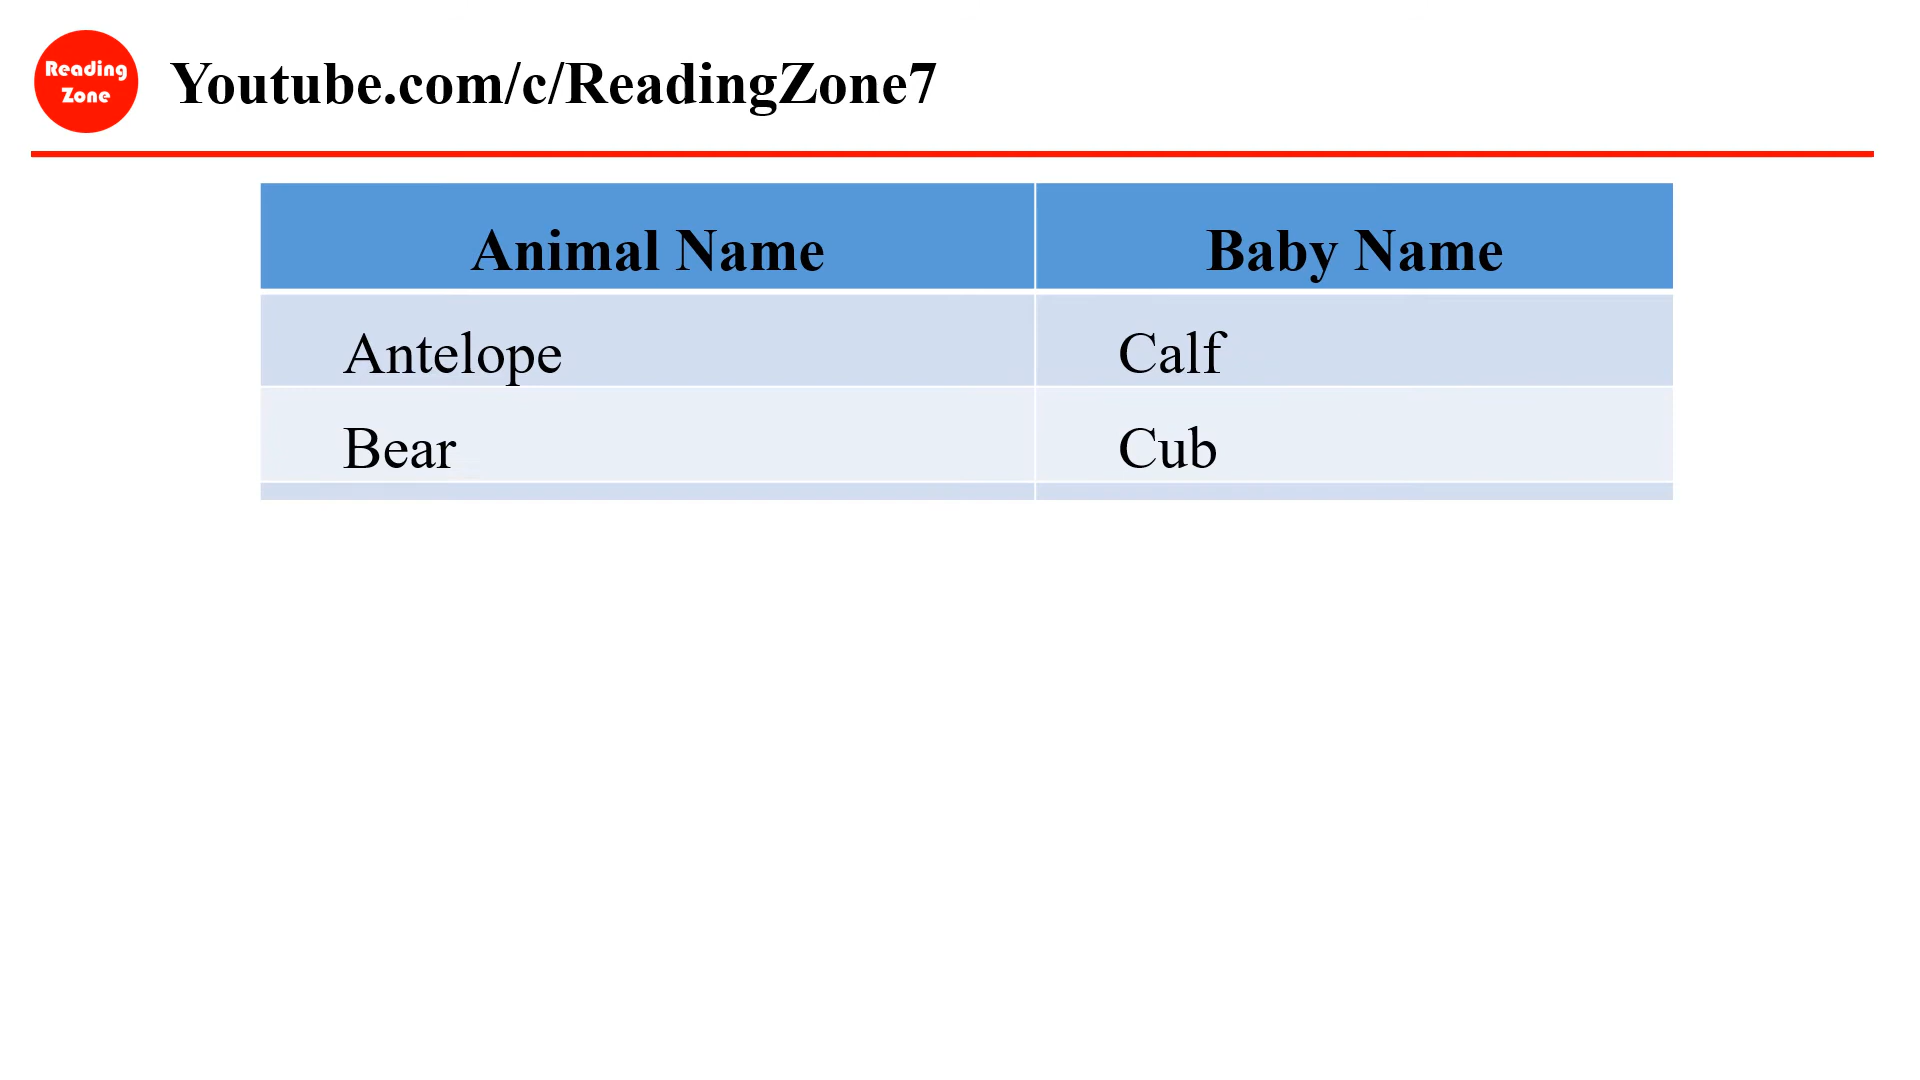 Reading
Zone
Youtube.com/c/ReadingZone7
Animal Name Baby Name
Antelope Calf
Bear Cub